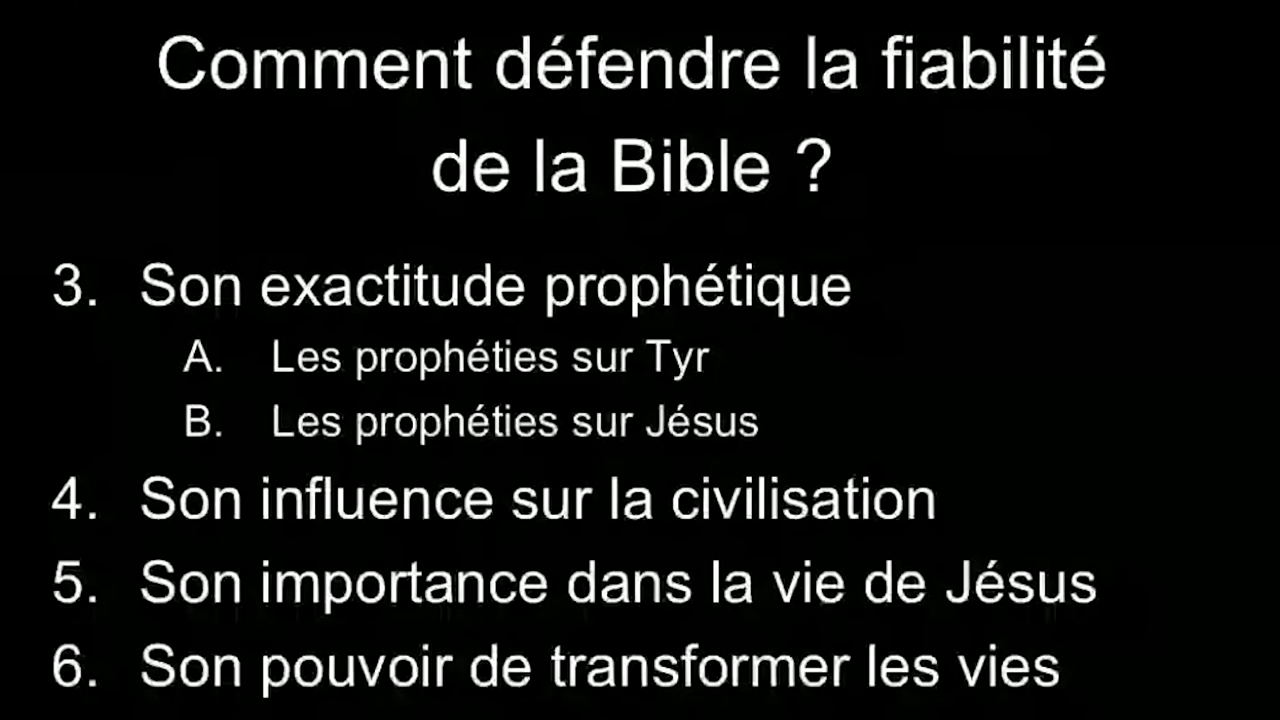 Comment défendre la fiabilité
de la Bible ?
3. Son exactitude prophétique
A. Les prophéties sur Tyr
B. Les prophéties sur Jésus
4. Son influence sur la civilisation
5. Son importance dans la vie de Jésus
6. Son pouvoir de transformer les vies